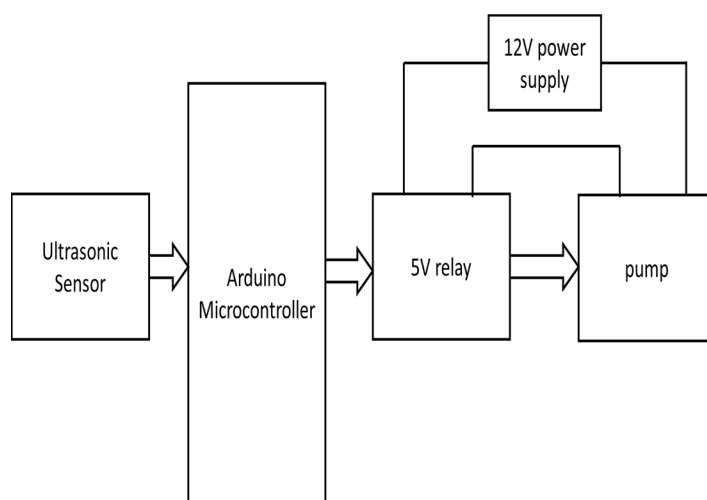 12V power
supply
Ultrasonic
Sensor
Arduino
Microcontroller
5V relay
pump